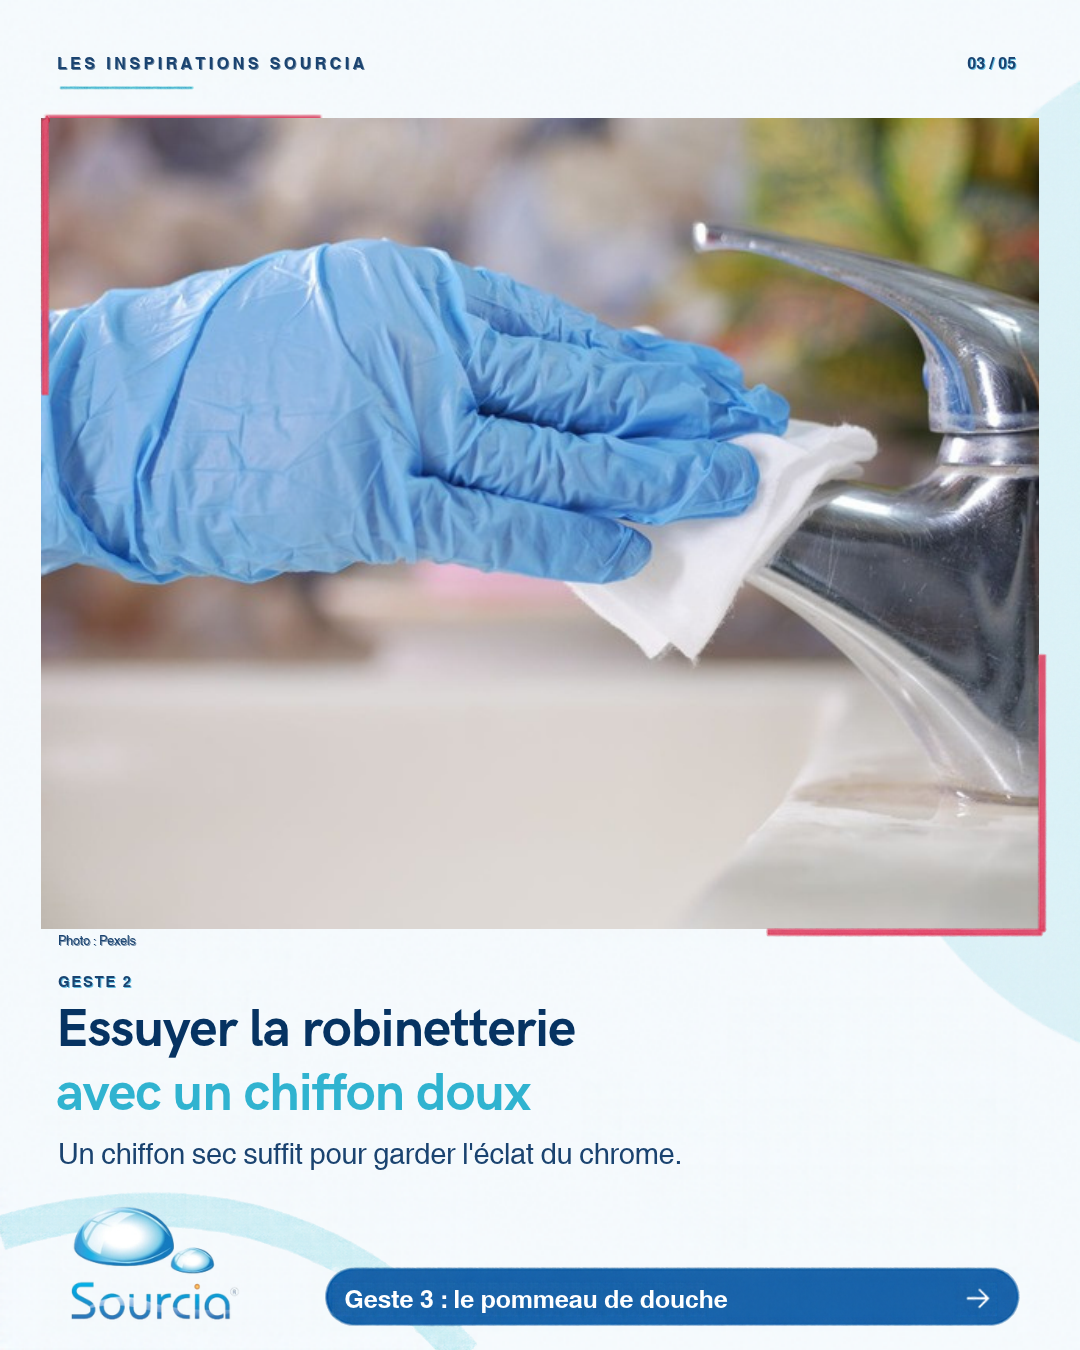 LES INSPIRATIONS SOURCIA
03 / 05
Photo : Pexels
GESTE 2
Essuyer la robinetterie
avec un chiffon doux
Un chiffon sec suffit pour garder l'éclat du chrome.
Sourcia
Geste 3 : le pommeau de douche